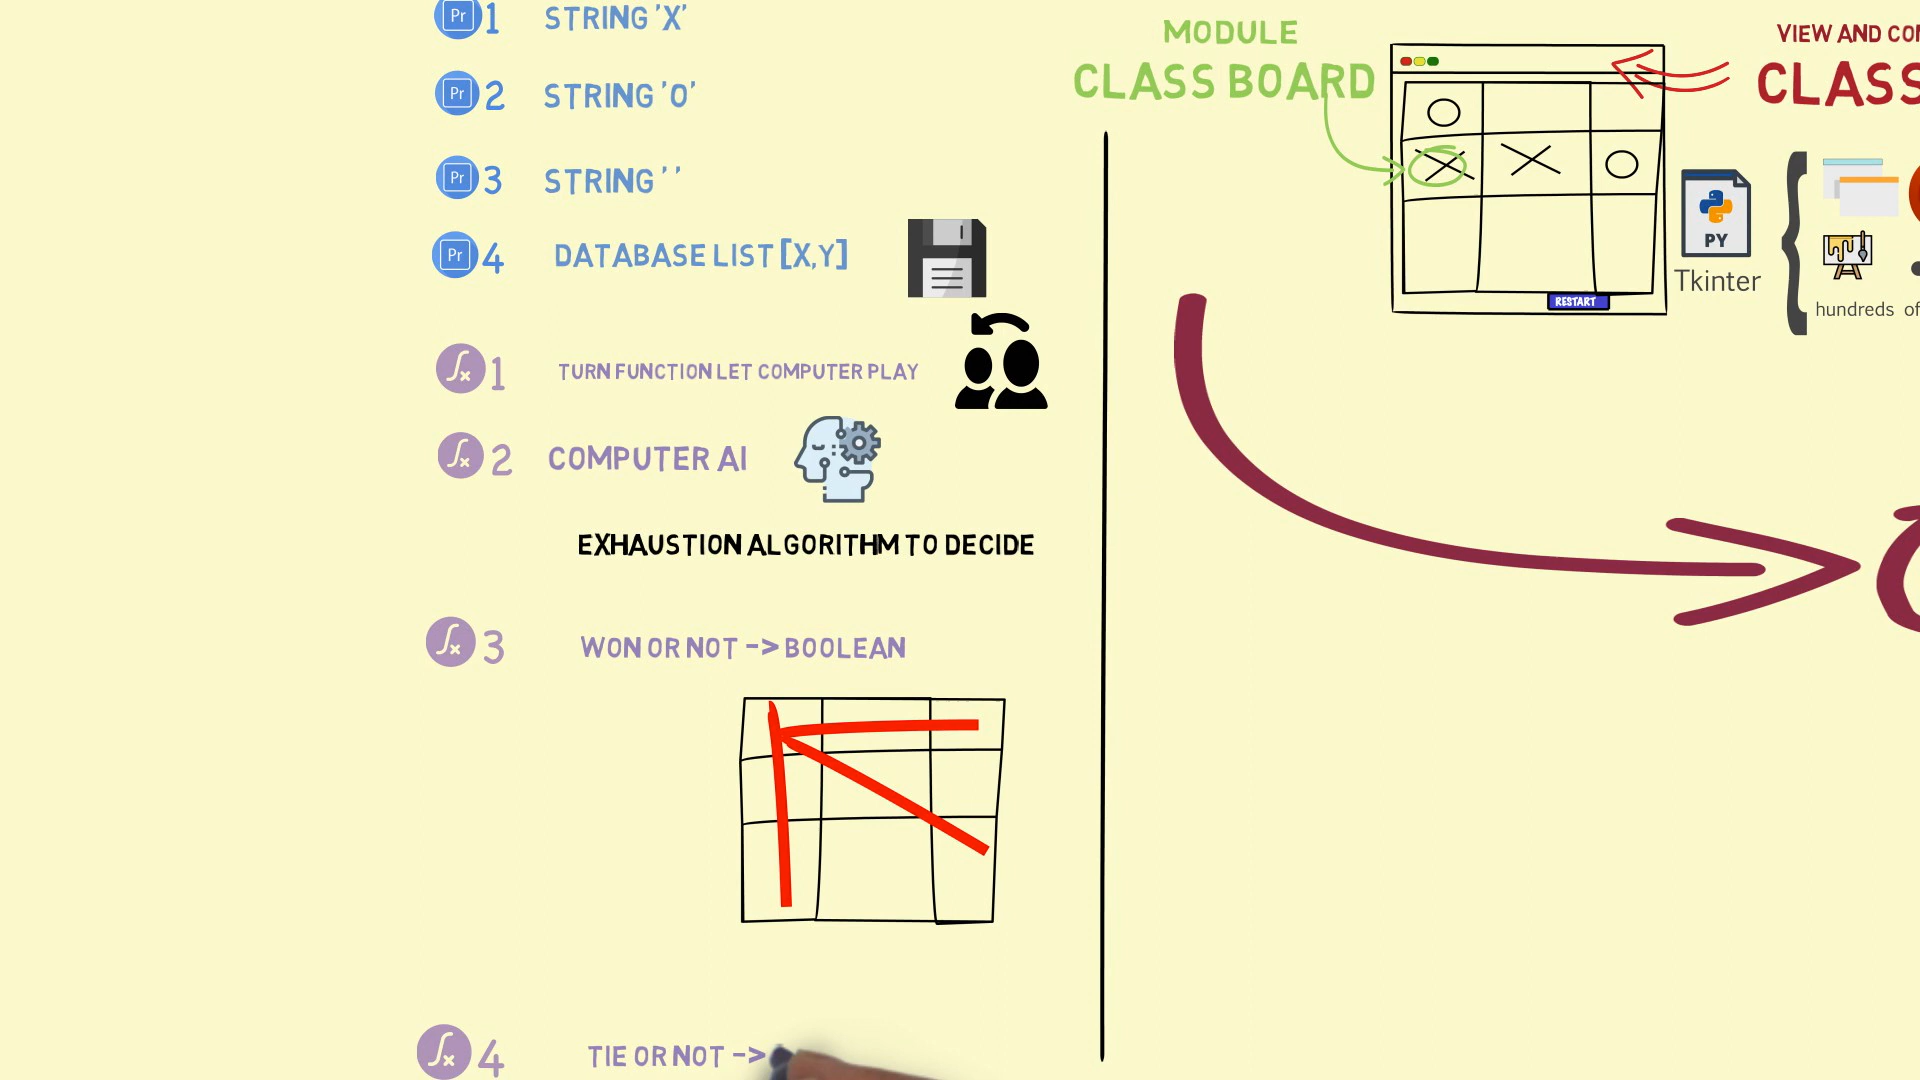 Pr 1 STRING 'X'
Pr 2 STRING 'O'
Pr 3 STRING ' '
Pr 4 DATABASE LIST [X,Y]
∫x 1 TURN FUNCTION LET COMPUTER PLAY
∫x 2 COMPUTER AI
EXHAUSTION ALGORITHM TO DECIDE
∫x 3 WON OR NOT -> BOOLEAN
∫x 4 TIE OR NOT ->
MODULE
CLASS BOARD
RESTART
VIEW AND
CLASS
PY
Tkinter
hundreds of